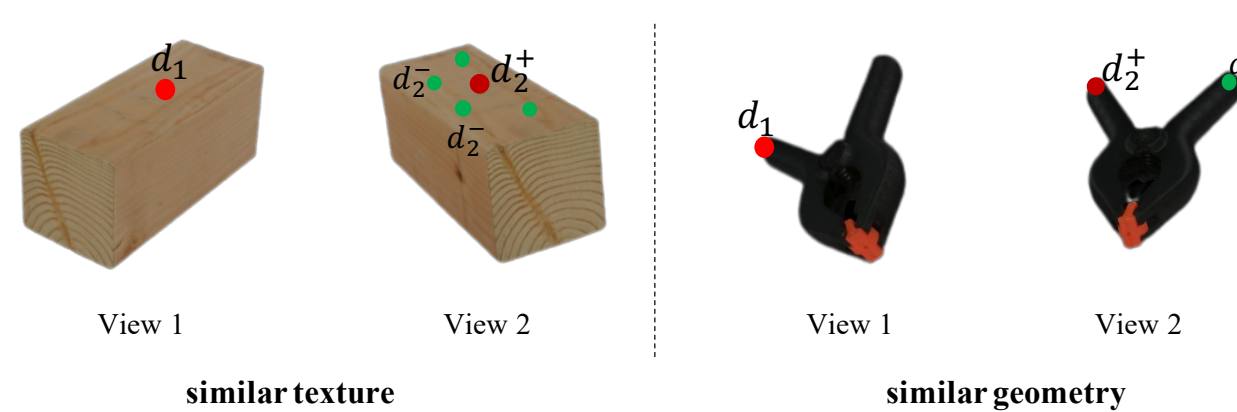 d₁
d₂⁻
d₂⁺
d₂⁻
View 1
View 2
similar texture
d₁
d₂⁺
View 1
View 2
similar geometry